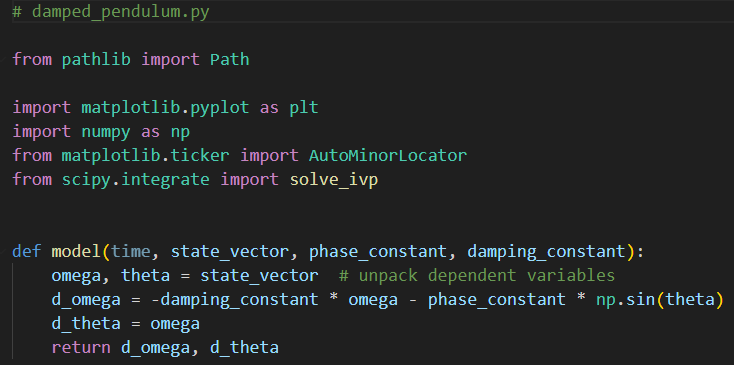 # damped_pendulum.py
from pathlib import Path
import matplotlib.pyplot as plt
import numpy as np
from matplotlib.ticker import AutoMinorLocator
from scipy.integrate import solve_ivp
def model(time, state_vector, phase_constant, damping_constant):
    omega, theta = state_vector  # unpack dependent variables
    d_omega = -damping_constant * omega - phase_constant * np.sin(theta)
    d_theta = omega
    return d_omega, d_theta